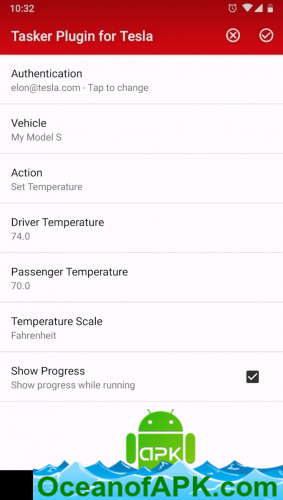 10:32
Tasker Plugin for Tesla
Authentication
elon@tesla.com - Tap to change
Vehicle
My Model S
Action
Set Temperature
Driver Temperature
74.0
Passenger Temperature
70.0
Temperature Scale
Fahrenheit
Show Progress
Show progress while running
APK
OceanofAPK.com